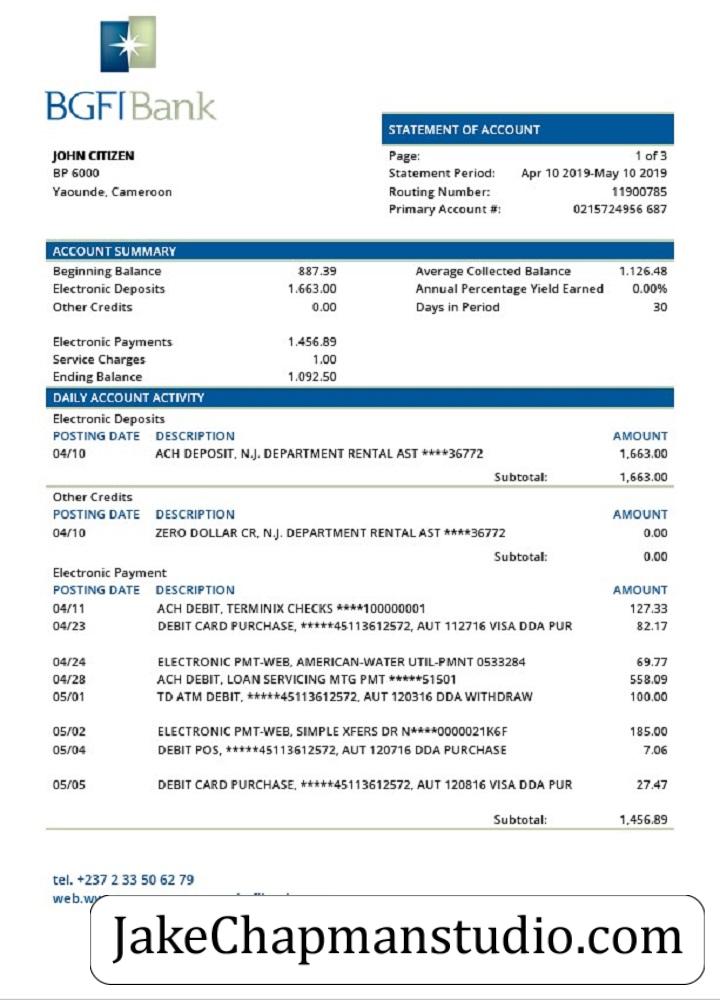 BGFIBank
STATEMENT OF ACCOUNT
JOHN CITIZEN
BP 6000
Yaounde, Cameroon
Page: 1 of 3
Statement Period: Apr 10 2019-May 10 2019
Routing Number: 11900785
Primary Account #: 0215724956 687
ACCOUNT SUMMARY
Beginning Balance 887.39 Average Collected Balance 1.126.48
Electronic Deposits 1.663.00 Annual Percentage Yield Earned 0.00%
Other Credits 0.00 Days in Period 30
Electronic Payments 1.456.89
Service Charges 1.00
Ending Balance 1.092.50
DAILY ACCOUNT ACTIVITY
Electronic Deposits
POSTING DATE DESCRIPTION AMOUNT
04/10 ACH DEPOSIT, N.J. DEPARTMENT RENTAL AST ****36772 1,663.00
Subtotal: 1,663.00
Other Credits
POSTING DATE DESCRIPTION AMOUNT
04/10 ZERO DOLLAR CR, N.J. DEPARTMENT RENTAL AST ****36772 0.00
Subtotal: 0.00
Electronic Payment
POSTING DATE DESCRIPTION AMOUNT
04/11 ACH DEBIT, TERMINIX CHECKS ****100000001 127.33
04/23 DEBIT CARD PURCHASE, *****45113612572, AUT 112716 VISA DDA PUR 82.17
04/24 ELECTRONIC PMT-WEB, AMERICAN-WATER UTIL-PMNT 0533284 69.77
04/28 ACH DEBIT, LOAN SERVICING MTG PMT *****51501 558.09
05/01 TD ATM DEBIT, *****45113612572, AUT 120316 DDA WITHDRAW 100.00
05/02 ELECTRONIC PMT-WEB, SIMPLE XFERS DR N****0000021K6F 185.00
05/04 DEBIT POS, *****45113612572, AUT 120716 DDA PURCHASE 7.06
05/05 DEBIT CARD PURCHASE, *****45113612572, AUT 120816 VISA DDA PUR 27.47
Subtotal: 1,456.89
tel. +237 2 33 50 62 79
JakeChapmanstudio.com